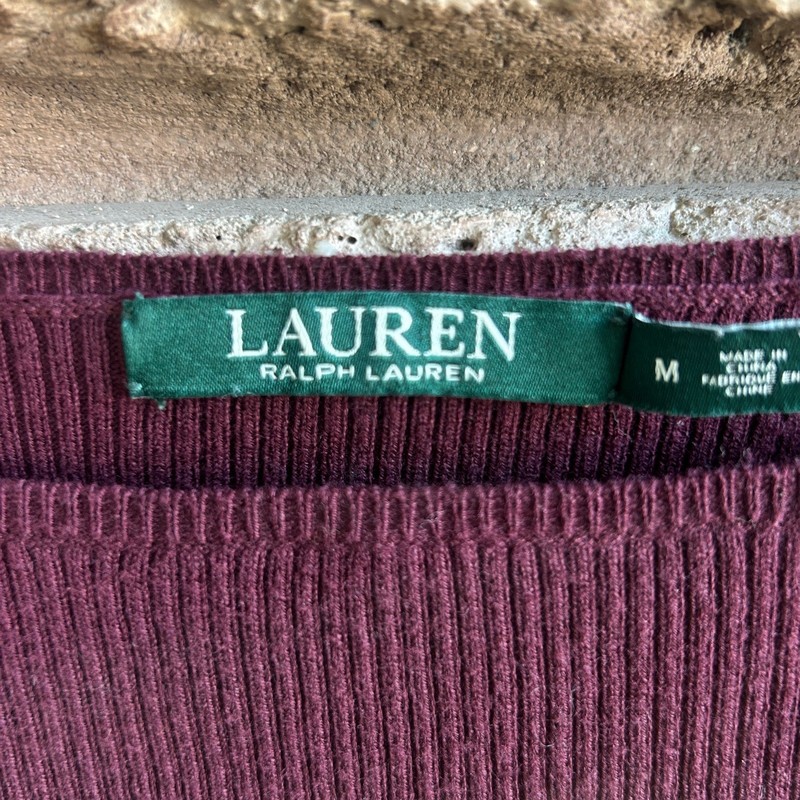 LAUREN
RALPH LAUREN
M
MADE IN
CHINA
FABRIQUÉ EN
CHINE